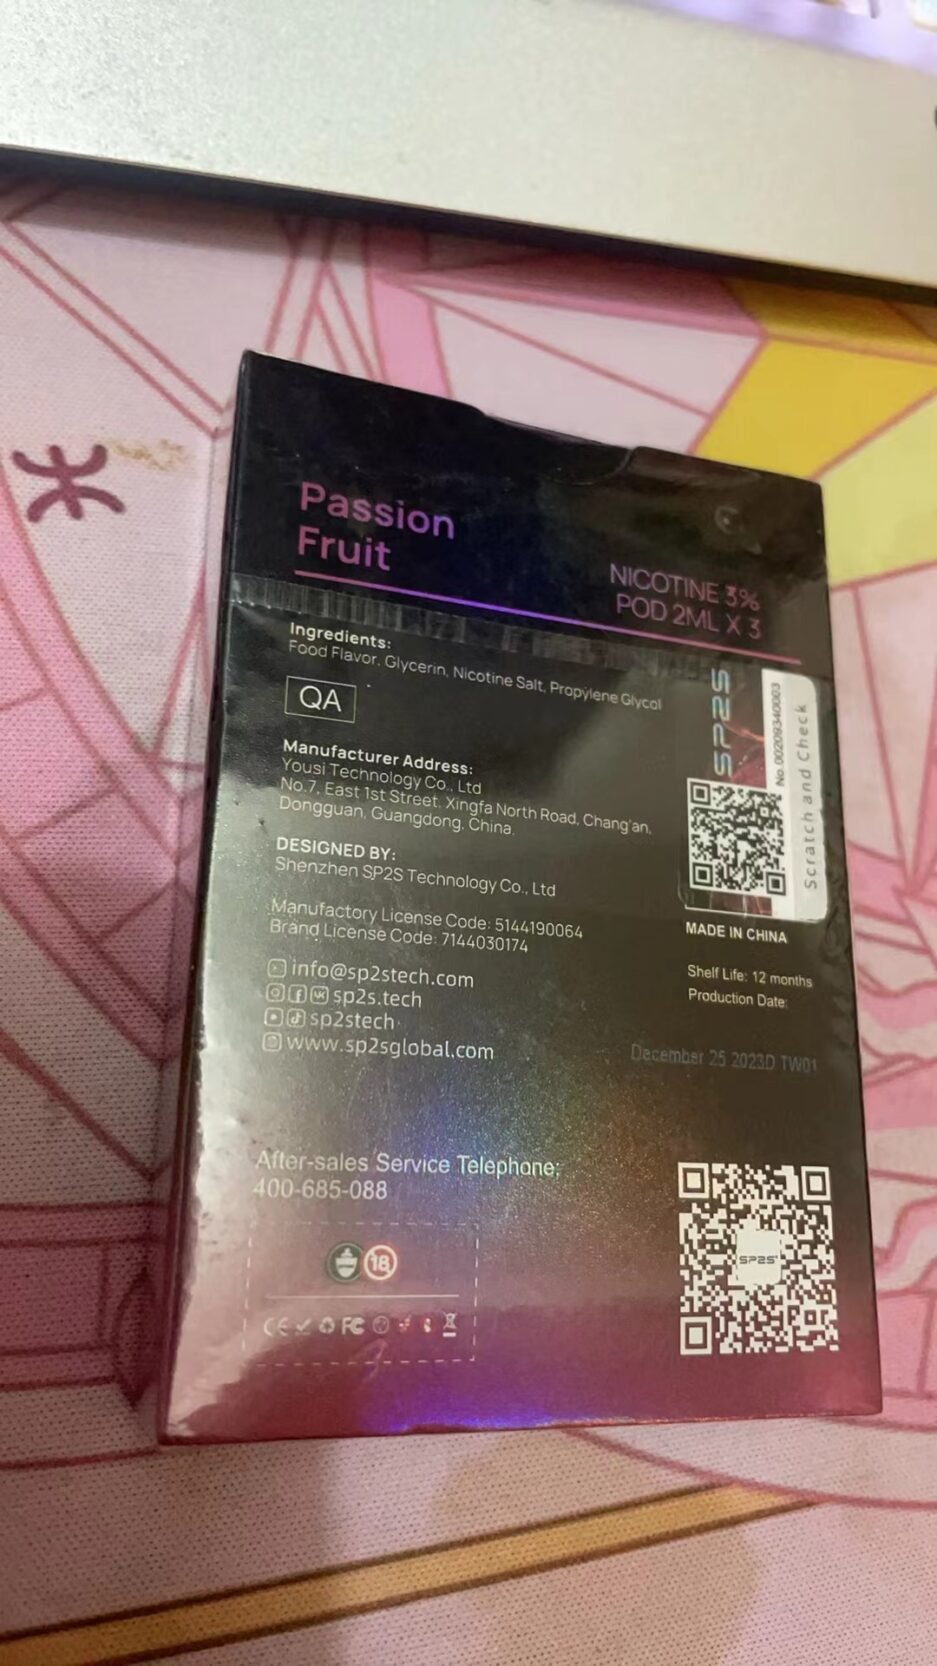 Passion
Fruit
NICOTINE 3%
POD 2ML X 3
Ingredients:
Food Flavor, Glycerin, Nicotine Salt, Propylene Glycol
QA
Manufacturer Address:
Yousi Technology Co., Ltd
No.7, East 1st Street, Xingfa North Road, Chang'an,
Dongguan, Guangdong, China.
DESIGNED BY:
Shenzhen SP2S Technology Co., Ltd
Manufactory License Code: 5144190064
Brand License Code: 7144030174
info@sp2stech.com
sp2s.tech
sp2stech
www.sp2sglobal.com
SP2S
No.00209340003
Scratch and Check
MADE IN CHINA
Shelf Life: 12 months
Production Date:
December 25 2023D TW01
After-sales Service Telephone:
400-685-088
18
CE FC
SP2S